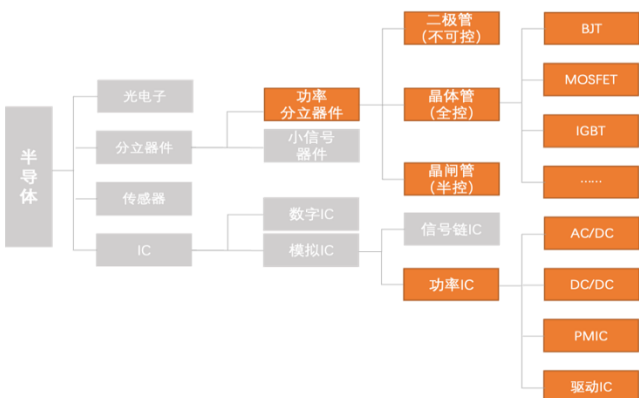 半
导
体
光电子
分立器件
传感器
IC
功率
分立器件
小信号
器件
数字IC
模拟IC
二极管
(不可控)
晶体管
(全控)
晶闸管
(半控)
信号链IC
功率IC
BJT
MOSFET
IGBT
……
AC/DC
DC/DC
PMIC
驱动IC